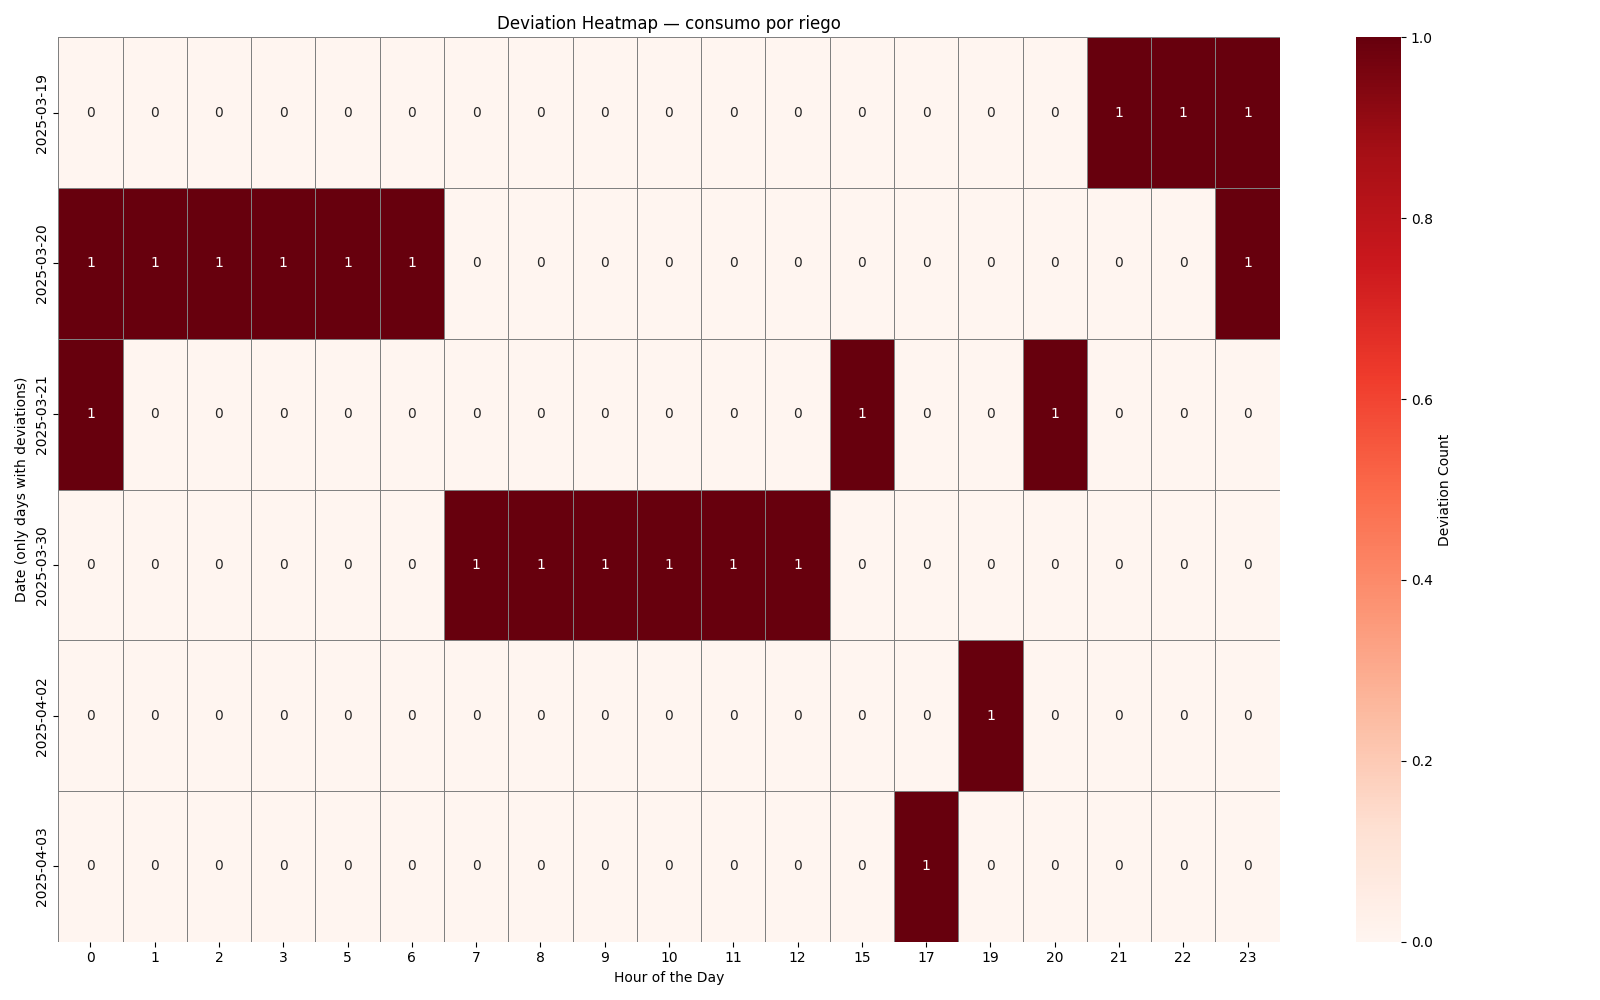 Deviation Heatmap — consumo por riego
Date (only days with deviations)
2025-03-19
0 0 0 0 0 0 0 0 0 0 0 0 0 0 0 0 1 1 1
2025-03-20
1 1 1 1 1 1 0 0 0 0 0 0 0 0 0 0 0 0 1
2025-03-21
1 0 0 0 0 0 0 0 0 0 0 0 1 0 0 1 0 0 0
2025-03-30
0 0 0 0 0 0 1 1 1 1 1 1 0 0 0 0 0 0 0
2025-04-02
0 0 0 0 0 0 0 0 0 0 0 0 0 0 1 0 0 0 0
2025-04-03
0 0 0 0 0 0 0 0 0 0 0 0 0 1 0 0 0 0 0
0 1 2 3 5 6 7 8 9 10 11 12 15 17 19 20 21 22 23
Hour of the Day
1.0
0.8
0.6
0.4
0.2
0.0
Deviation Count